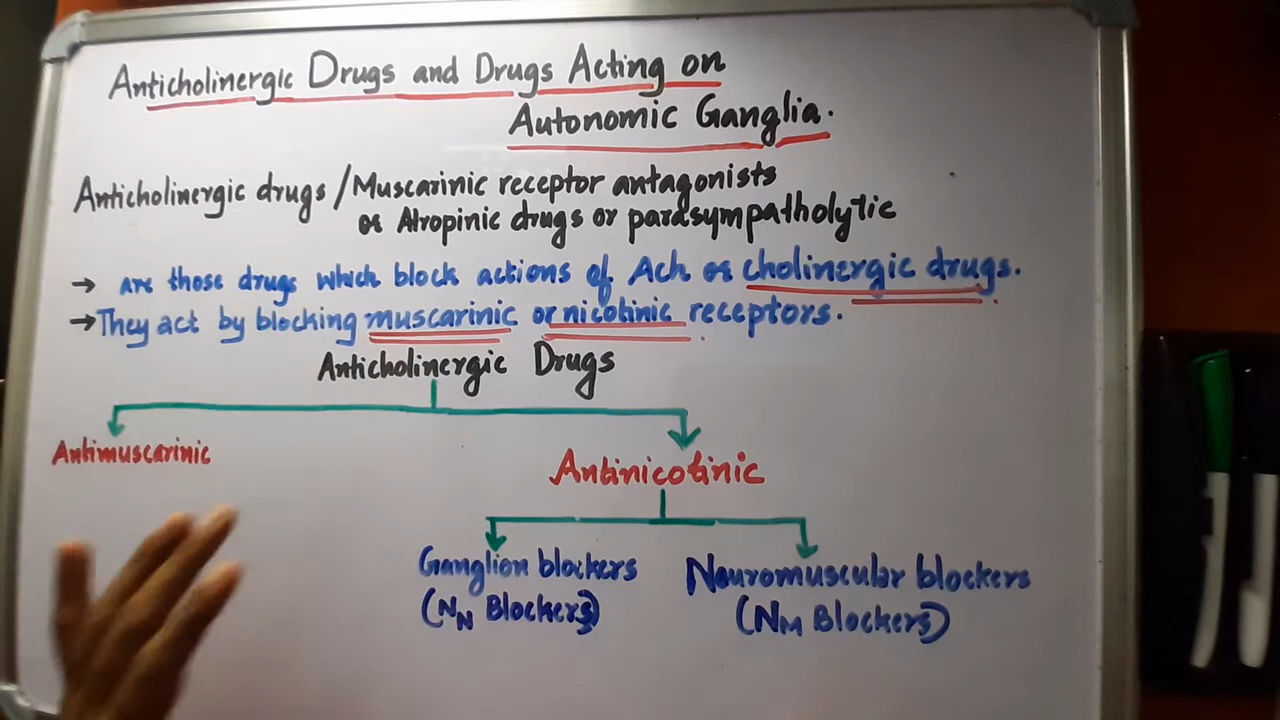 Anticholinergic Drugs and Drugs Acting on
Autonomic Ganglia.
Anticholinergic drugs / Muscarinic receptor antagonists
or Atropinic drugs or parasympatholytic
→ are those drugs which block actions of Ach or cholinergic drugs.
→ They act by blocking muscarinic or nicotinic receptors.
Anticholinergic Drugs
Antimuscarinic
Antinicotinic
Ganglion blockers
(NN Blockers)
Neuromuscular blockers
(NM Blockers)